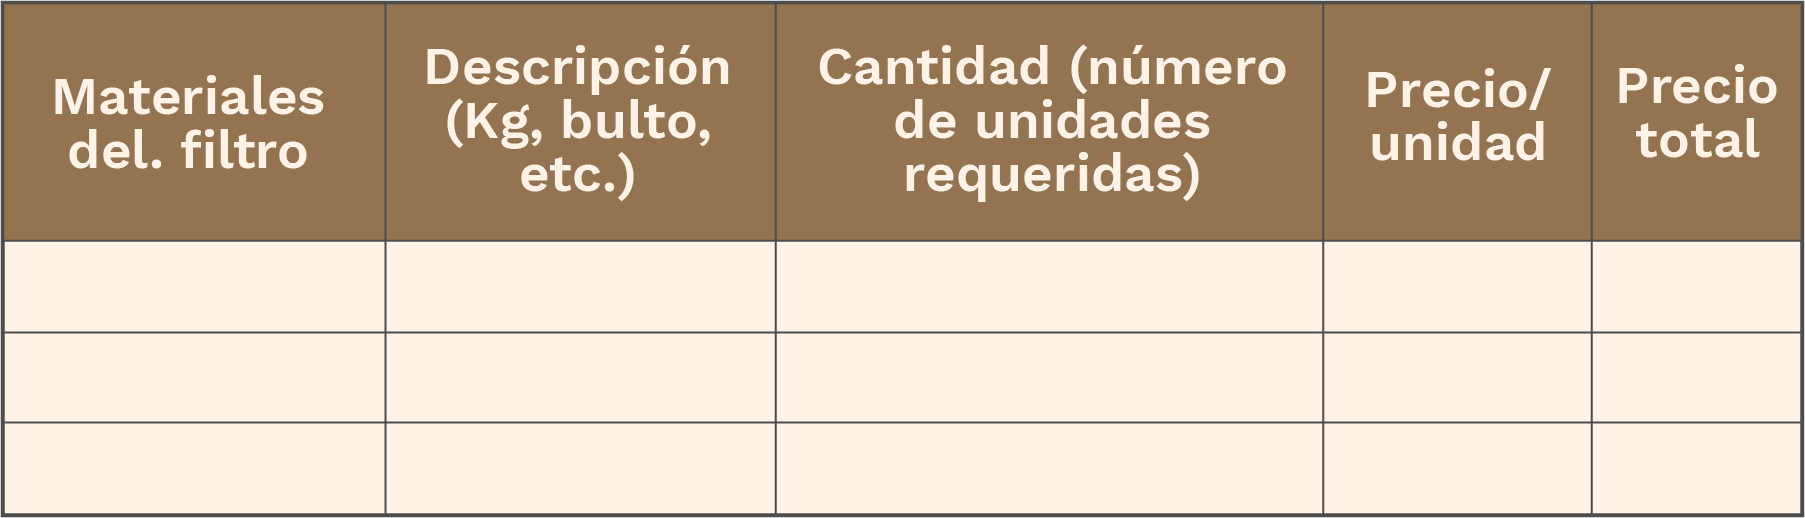 Materiales
del. filtro
Descripción
(Kg, bulto,
etc.)
Cantidad (número
de unidades
requeridas)
Precio/
unidad
Precio
total